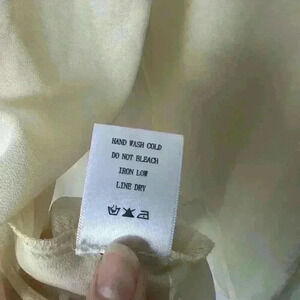 HAND WASH COLD
DO NOT BLEACH
IRON LOW
LINE DRY